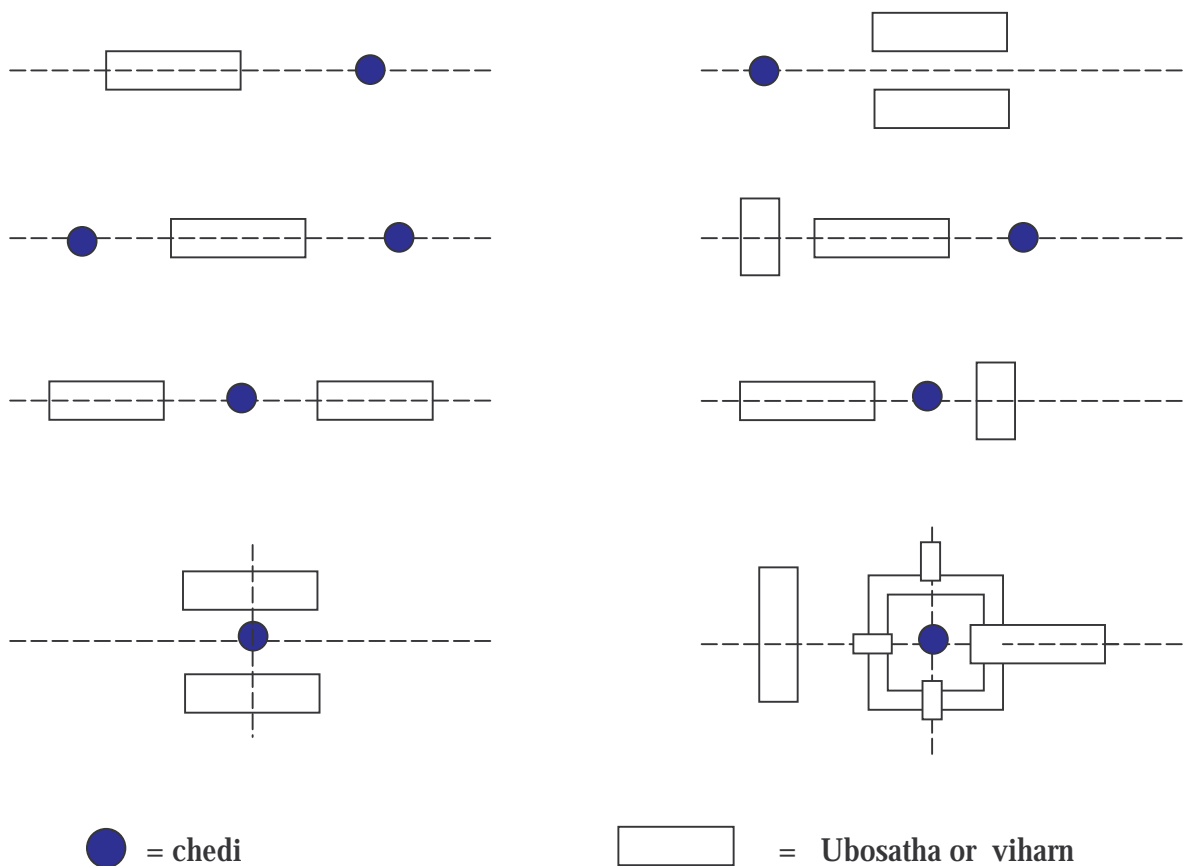 = chedi
= Ubosatha or viharn